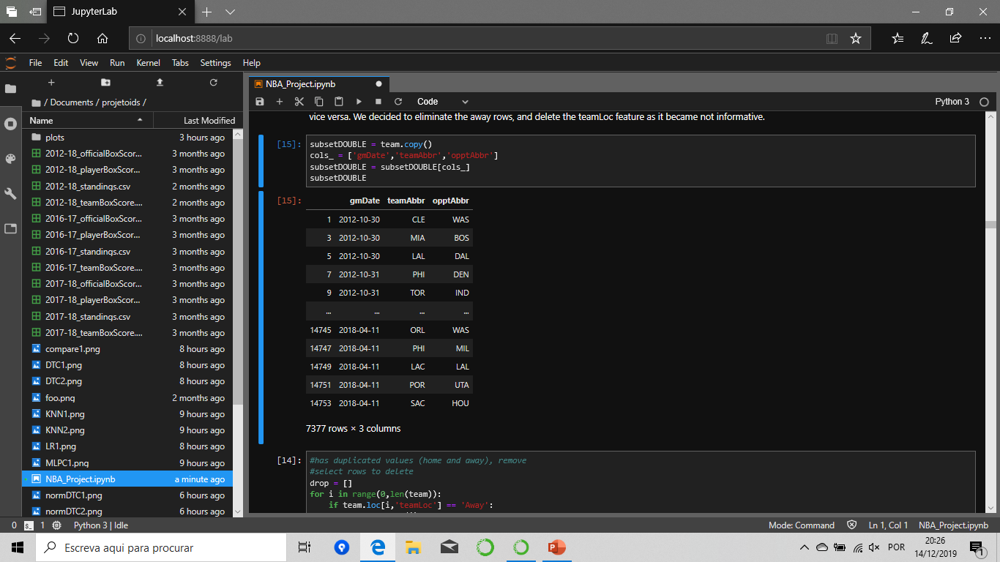 JupyterLab
localhost:8888/lab
File Edit View Run Kernel Tabs Settings Help
/ Documents / projetoids /
Name Last Modified
plots 3 hours ago
2012-18_officialBoxScor... 3 months ago
2012-18_playerBoxScor... 3 months ago
2012-18_standings.csv 2 months ago
2012-18_teamBoxScore.... 2 months ago
2016-17_officialBoxScor... 3 months ago
2016-17_playerBoxScor... 3 months ago
2016-17_standings.csv 3 months ago
2016-17_teamBoxScore.... 3 months ago
2017-18_officialBoxScor... 3 months ago
2017-18_playerBoxScor... 3 months ago
2017-18_standings.csv 3 months ago
2017-18_teamBoxScore.... 3 months ago
compare1.png 8 hours ago
DTC1.png 8 hours ago
DTC2.png 8 hours ago
foo.png 2 months ago
KNN1.png 9 hours ago
KNN2.png 9 hours ago
LR1.png 8 hours ago
MLPC1.png 9 hours ago
NBA_Project.ipynb a minute ago
normDTC1.png 6 hours ago
normDTC2.png 6 hours ago
NBA_Project.ipynb
Code
Python 3
vice versa. We decided to eliminate the away rows, and delete the teamLoc feature as it became not informative.
[15]: subsetDOUBLE = team.copy()
cols_ = ['gmDate','teamAbbr','opptAbbr']
subsetDOUBLE = subsetDOUBLE[cols_]
subsetDOUBLE
[15]: gmDate teamAbbr opptAbbr
1 2012-10-30 CLE WAS
3 2012-10-30 MIA BOS
5 2012-10-30 LAL DAL
7 2012-10-31 PHI DEN
9 2012-10-31 TOR IND
... ... ... ...
14745 2018-04-11 ORL WAS
14747 2018-04-11 PHI MIL
14749 2018-04-11 LAC LAL
14751 2018-04-11 POR UTA
14753 2018-04-11 SAC HOU
7377 rows × 3 columns
[14]: #has duplicated values (home and away), remove
#select rows to delete
drop = []
for i in range(0,len(team)):
if team.loc[i,'teamLoc'] == 'Away':
0 1 Python 3 | Idle Mode: Command Ln 1, Col 1 NBA_Project.ipynb
Escreva aqui para procurar
POR
20:26
14/12/2019
1